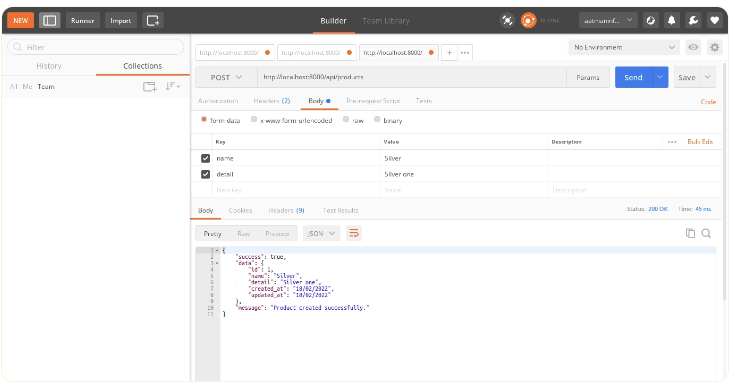 NEW Runner Import Builder Team Library IN SYNC aatmaninf...
Filter
History Collections
All Me Team
http://localhost:8000/ http://localhost:8000/ http://localhost:8000/ + ••• No Environment
POST http://localhost:8000/api/products Params Send Save
Authorization Headers (2) Body Pre-request Script Tests Code
form-data x-www-form-urlencoded raw binary
Key Value Description ••• Bulk Edit
name Silver
detail Silver one
New key Value Description
Body Cookies Headers (9) Test Results Status: 200 OK Time: 45 ms
Pretty Raw Preview JSON
1 {
2 "success": true,
3 "data": {
4 "id": 1,
5 "name": "Silver",
6 "detail": "Silver one",
7 "created_at": "18/02/2022",
8 "updated_at": "18/02/2022"
9 },
10 "message": "Product created successfully."
11 }